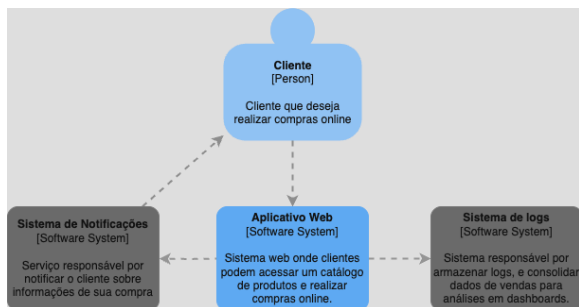 Cliente
[Person]
Cliente que deseja
realizar compras online
Sistema de Notificações
[Software System]
Serviço responsável por
notificar o cliente sobre
informações de sua compra
Aplicativo Web
[Software System]
Sistema web onde clientes
podem acessar um catálogo
de produtos e realizar
compras online.
Sistema de logs
[Software System]
Sistema responsável por
armazenar logs, e consolidar
dados de vendas para
análises em dashboards.